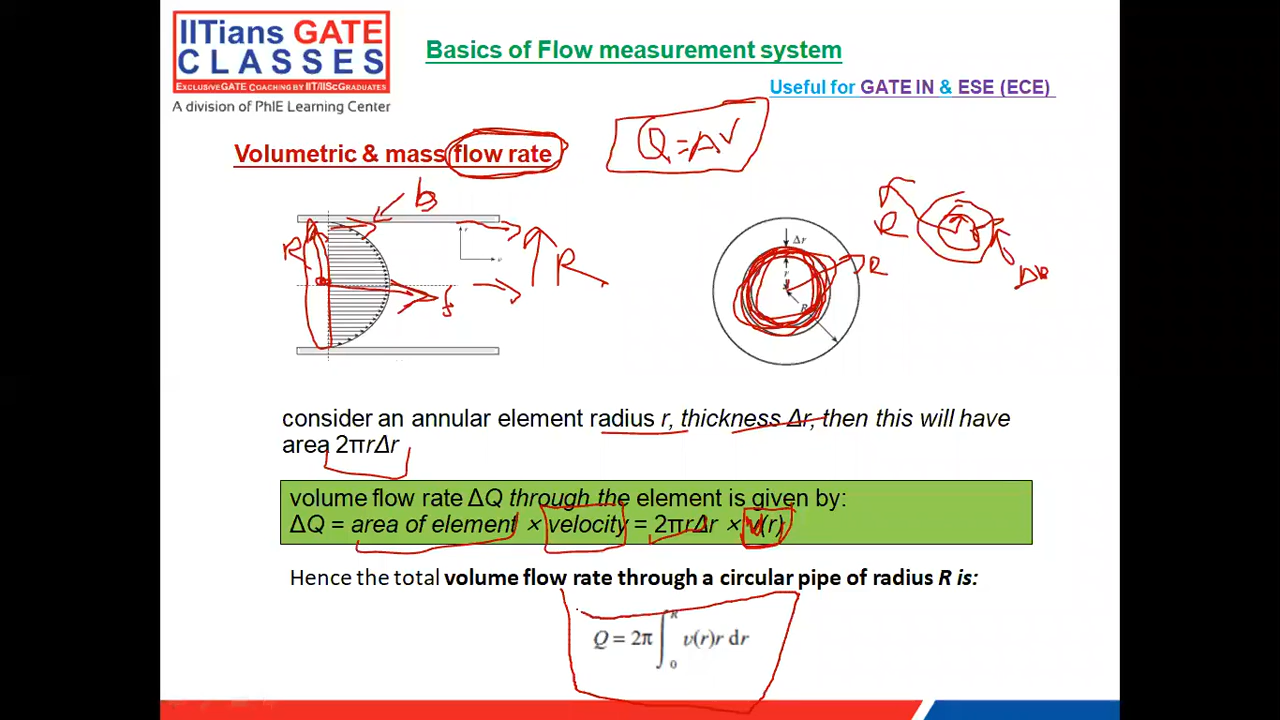 IITians GATE
CLASSES
EXCLUSIVE GATE COACHING BY IIT/IISC GRADUATES
A division of PhIE Learning Center
Basics of Flow measurement system
Useful for GATE IN & ESE (ECE)
Volumetric & mass flow rate
Q=AV
R
R
r
Δr
r
R
R
R
consider an annular element radius r, thickness Δr, then this will have
area 2πrΔr
volume flow rate ΔQ through the element is given by:
ΔQ = area of element × velocity = 2πrΔr × v(r)
Hence the total volume flow rate through a circular pipe of radius R is:
Q = 2π ∫₀ᴿ v(r)r dr